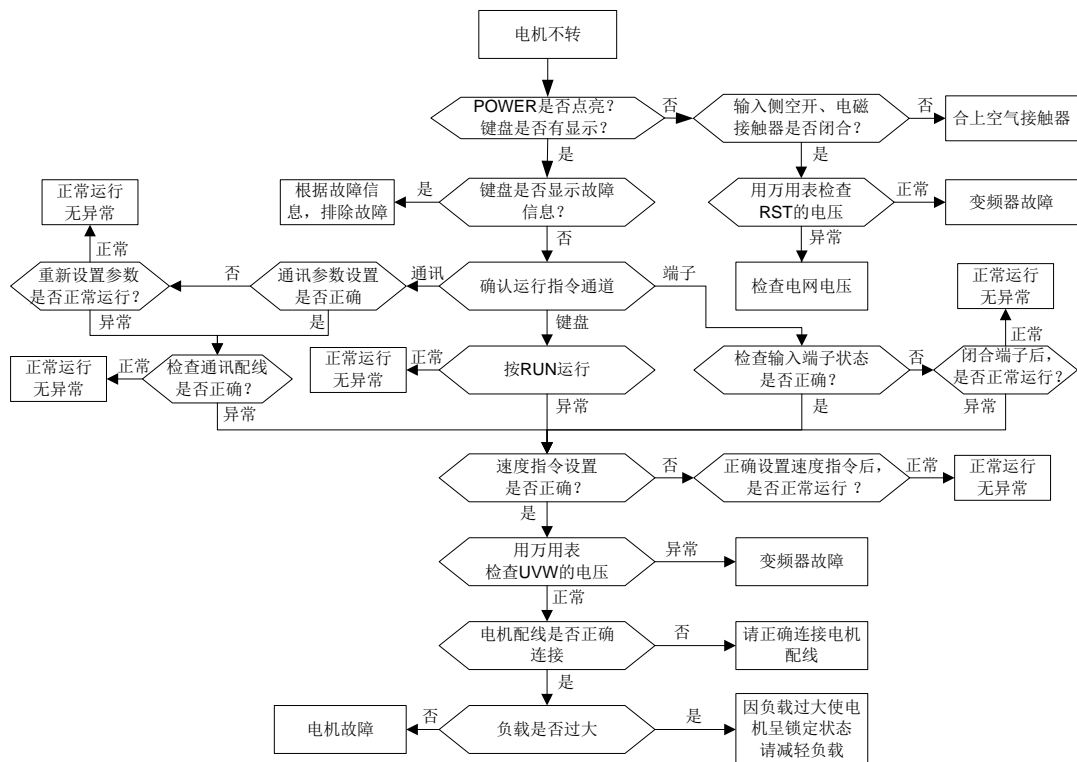 电机不转
POWER是否点亮？
键盘是否有显示？
否
输入侧空开、电磁
接触器是否闭合？
否
合上空气接触器
是
是
正常运行
无异常
根据故障信
息，排除故障
是
键盘是否显示故障
信息？
用万用表检查
RST的电压
正常
变频器故障
正常
否
异常
重新设置参数
是否正常运行？
否
通讯参数设置
是否正确
通讯
确认运行指令通道
端子
检查电网电压
正常运行
无异常
异常
是
键盘
正常
正常运行
无异常
正常
检查通讯配线
是否正确？
正常运行
无异常
正常
按RUN运行
检查输入端子状态
是否正确？
否
闭合端子后，
是否正常运行？
异常
异常
是
异常
速度指令设置
是否正确？
否
正确设置速度指令后，
是否正常运行？
正常
正常运行
无异常
是
用万用表
检查UVW的电压
异常
变频器故障
正常
电机配线是否正确
连接
否
请正确连接电机
配线
是
电机故障
否
负载是否过大
是
因负载过大使电
机呈锁定状态
请减轻负载